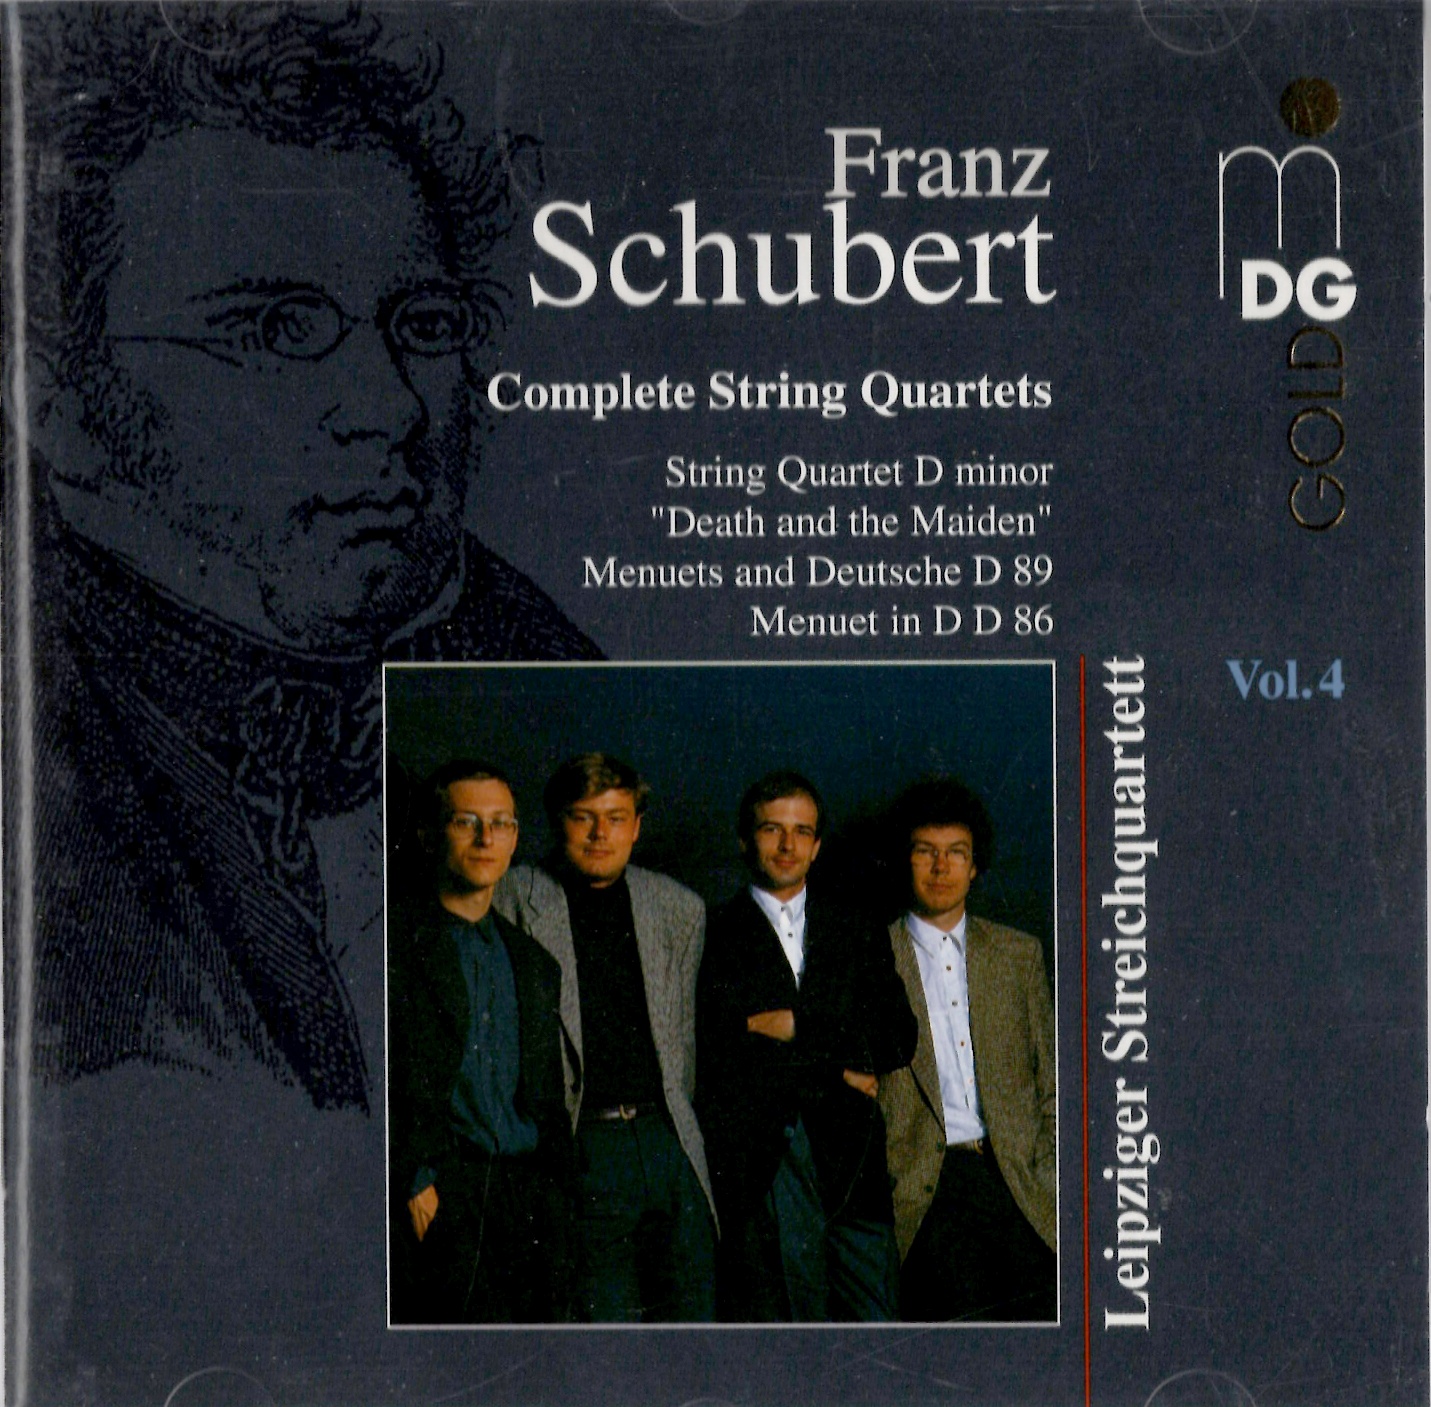 Franz
Schubert
Complete String Quartets
String Quartet D minor
"Death and the Maiden"
Menuets and Deutsche D 89
Menuet in D D 86
m
DG
GOLD
Vol. 4
Leipziger Streichquartett